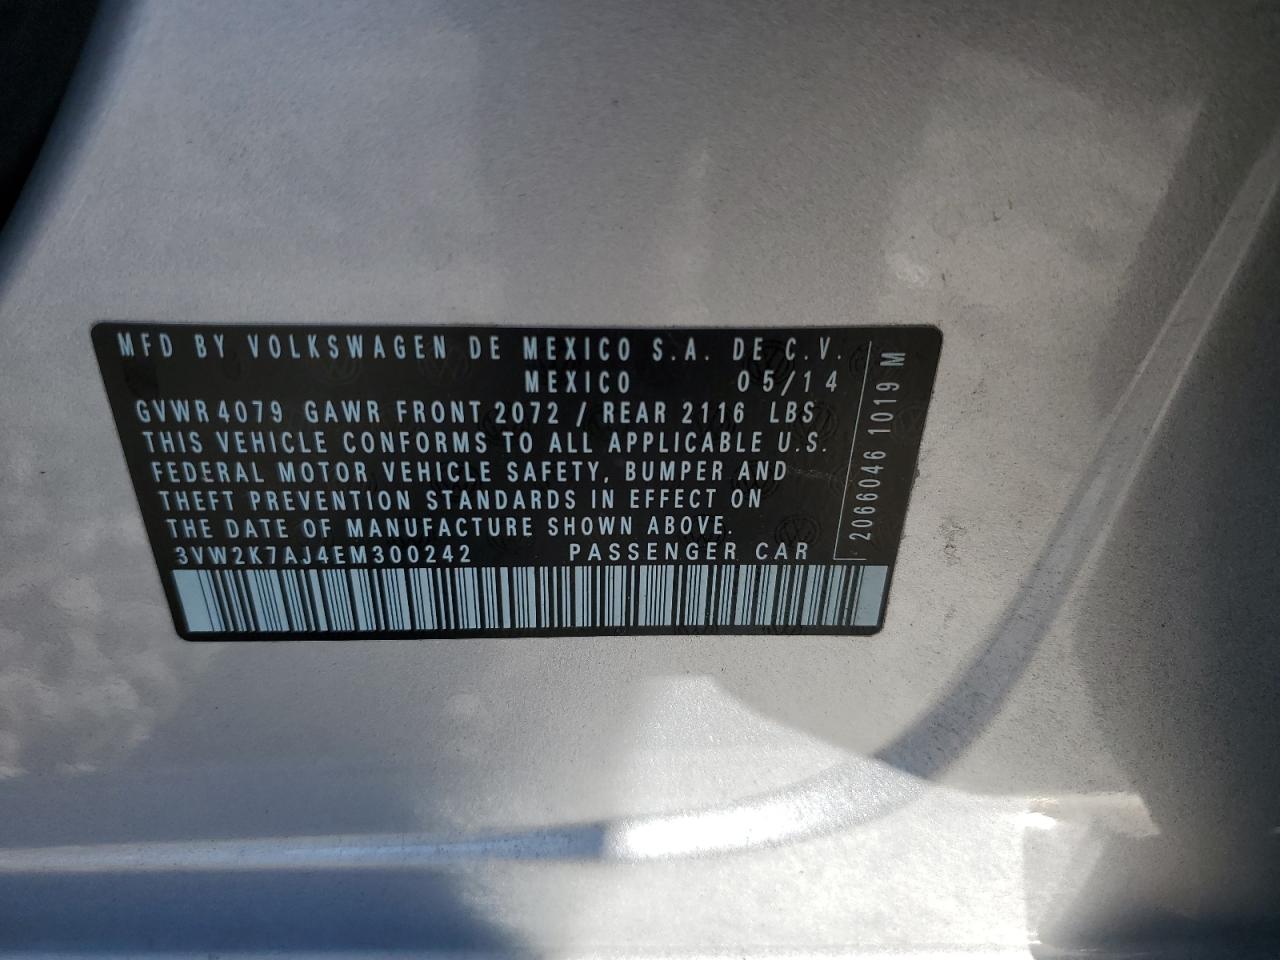 MFD BY VOLKSWAGEN DE MEXICO S.A. DE C.V.
MEXICO 05/14
GVWR 4079 GAWR FRONT 2072 / REAR 2116 LBS
THIS VEHICLE CONFORMS TO ALL APPLICABLE U.S.
FEDERAL MOTOR VEHICLE SAFETY, BUMPER AND
THEFT PREVENTION STANDARDS IN EFFECT ON
THE DATE OF MANUFACTURE SHOWN ABOVE.
3VW2K7AJ4EM300242 PASSENGER CAR
2066046 1019 M